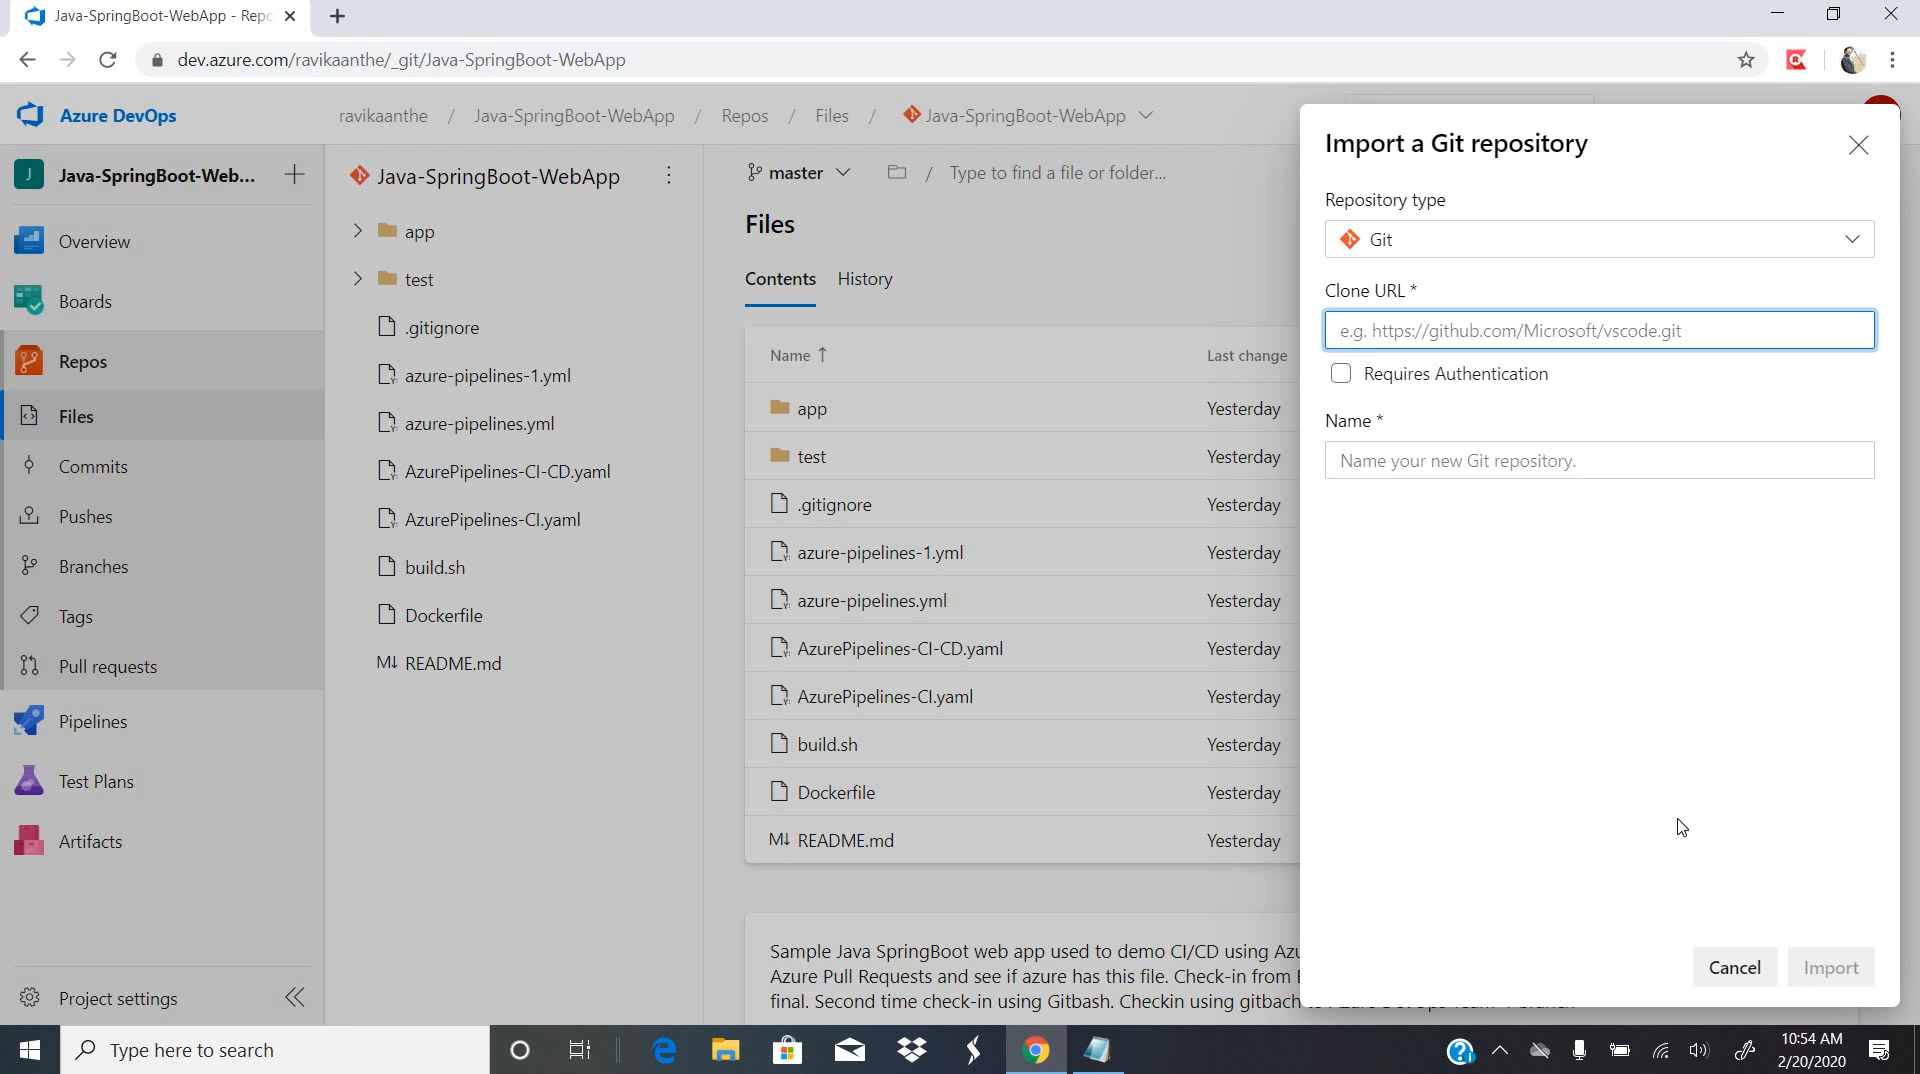 Java-SpringBoot-WebApp - Repo
dev.azure.com/ravikaanthe/_git/Java-SpringBoot-WebApp
Azure DevOps
ravikaanthe / Java-SpringBoot-WebApp / Repos / Files / Java-SpringBoot-WebApp
J Java-SpringBoot-Web...
Overview
Boards
Repos
Files
Commits
Pushes
Branches
Tags
Pull requests
Pipelines
Test Plans
Artifacts
Project settings
Java-SpringBoot-WebApp
app
test
.gitignore
azure-pipelines-1.yml
azure-pipelines.yml
AzurePipelines-CI-CD.yaml
AzurePipelines-CI.yaml
build.sh
Dockerfile
README.md
master / Type to find a file or folder...
Files
Contents History
Name Last change
app Yesterday
test Yesterday
.gitignore Yesterday
azure-pipelines-1.yml Yesterday
azure-pipelines.yml Yesterday
AzurePipelines-CI-CD.yaml Yesterday
AzurePipelines-CI.yaml Yesterday
build.sh Yesterday
Dockerfile Yesterday
README.md Yesterday
Sample Java SpringBoot web app used to demo CI/CD using
Azure Pull Requests and see if azure has this file. Check-in from
final. Second time check-in using Gitbash. Checkin using
Import a Git repository
Repository type
Git
Clone URL *
e.g. https://github.com/Microsoft/vscode.git
Requires Authentication
Name *
Name your new Git repository.
Cancel Import
Type here to search
10:54 AM
2/20/2020